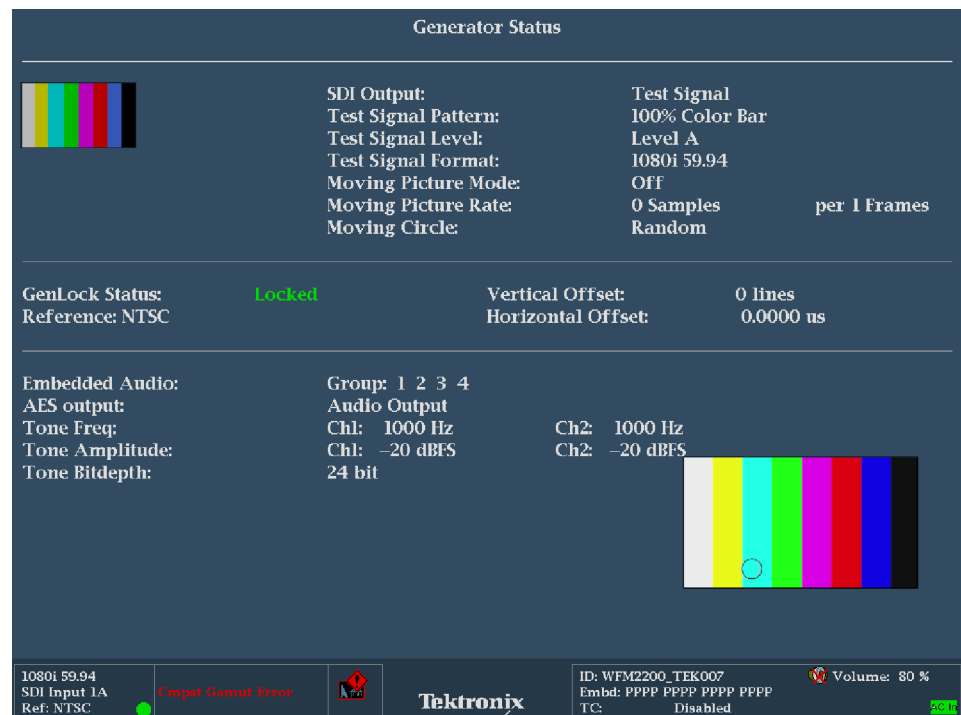 Generator Status
SDI Output: Test Signal
Test Signal Pattern: 100% Color Bar
Test Signal Level: Level A
Test Signal Format: 1080i 59.94
Moving Picture Mode: Off
Moving Picture Rate: 0 Samples per 1 Frames
Moving Circle: Random
GenLock Status: Locked Vertical Offset: 0 lines
Reference: NTSC Horizontal Offset: 0.0000 us
Embedded Audio: Group: 1 2 3 4
AES output: Audio Output
Tone Freq: Ch1: 1000 Hz Ch2: 1000 Hz
Tone Amplitude: Ch1: −20 dBFS Ch2: −20 dBFS
Tone Bitdepth: 24 bit
1080i 59.94
SDI Input 1A
Ref: NTSC
Cmpst Gamut Error
Tektronix
ID: WFM2200_TEK007
Embd: PPPP PPPP PPPP PPPP
TC: Disabled
Volume: 80 %
AC In